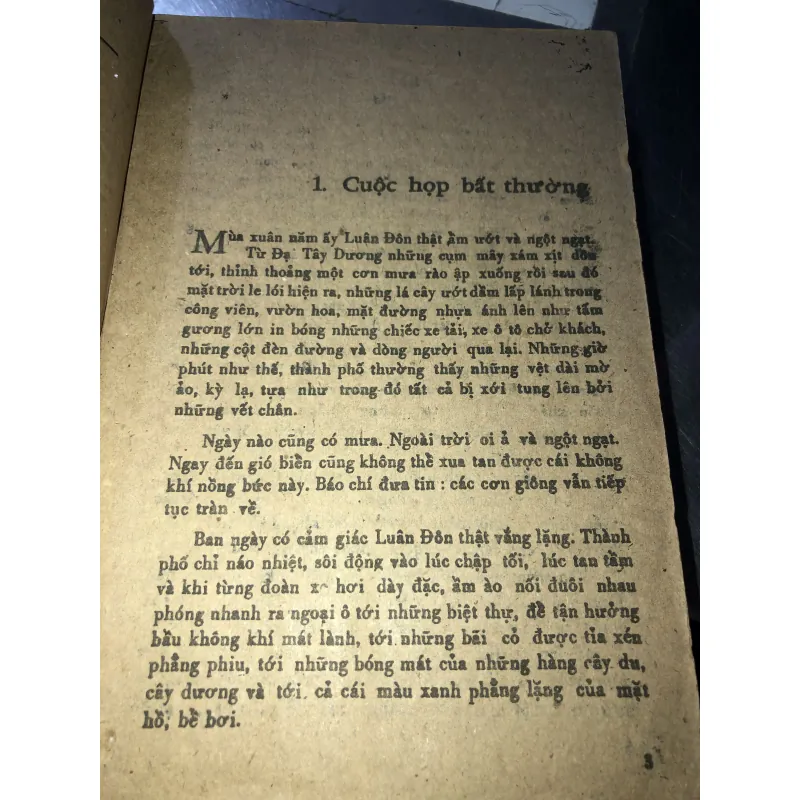 1. Cuộc họp bất thường
Mùa xuân năm ấy Luân Đôn thật ẩm ướt và ngột ngạt.
Từ Đạ Tây Dương những cụm mây xám xịt dồn
tới, thỉnh thoảng một cơn mưa rào ập xuống rồi sau đó
mặt trời le lói hiện ra, những lá cây ướt dầm lấp lánh trong
công viên, vườn hoa, mặt đường nhựa ánh lên như tấm
gương lớn in bóng những chiếc xe tải, xe ô tô chở khách,
những cột đèn đường và dòng người qua lại. Những giờ
phút như thế, thành phố thường thấy những vệt dài mờ
ảo, kỳ lạ, tựa như trong đó tất cả bị xới tung lên bởi
những vết chân.
Ngày nào cũng có mưa. Ngoài trời oi ả và ngột ngạt.
Ngay đến gió biển cũng không thể xua tan được cái không
khí nồng bức này. Báo chí đưa tin : các cơn giông vẫn tiếp
tục tràn về.
Ban ngày có cảm giác Luân Đôn thật vắng lặng. Thành
phố chỉ náo nhiệt, sôi động vào lúc chập tối, lúc tan tầm
và khi từng đoàn xe hơi dày đặc, ầm ào nối đuôi nhau
phóng nhanh ra ngoại ô tới những biệt thự, để tận hưởng
bầu không khí mát lành, tới những bãi cỏ được tỉa xén
phẳng phiu, tới những bóng mát của những hàng cây du,
cây dương và tới cả cái màu xanh phẳng lặng của mặt
hồ, bể bơi.
3